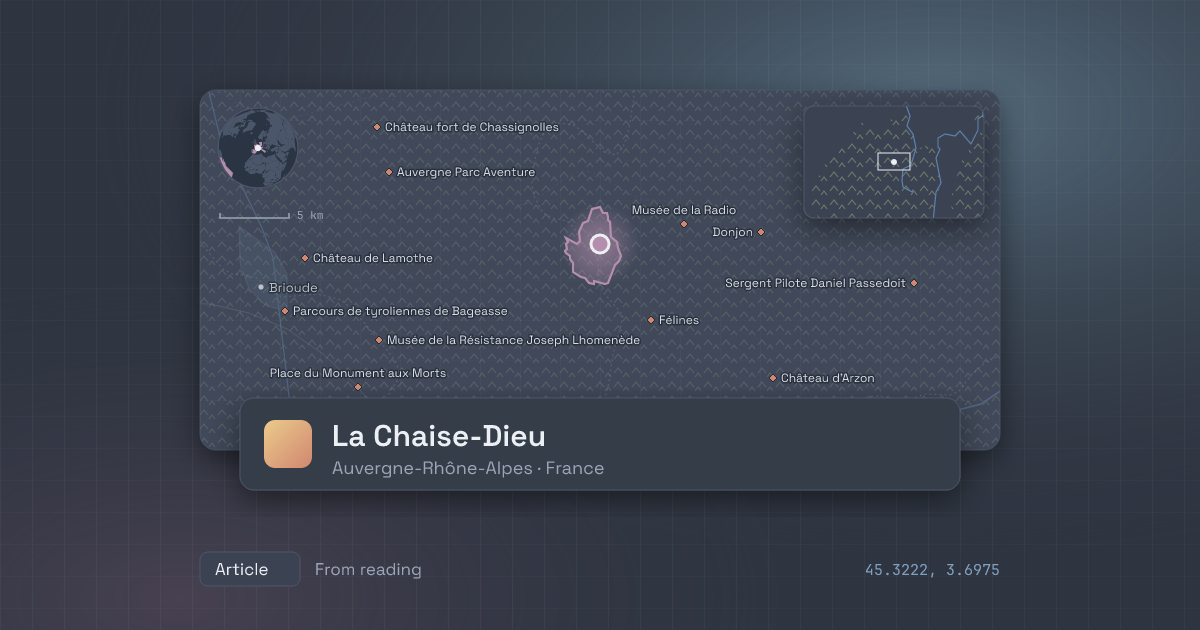 Château fort de Chassignolles
Auvergne Parc Aventure
5 km
Musée de la Radio
Donjon
Château de Lamothe
Sergent Pilote Daniel Passedoit
Brioude
Parcours de tyroliennes de Bageasse
Félines
Musée de la Résistance Joseph Lhomenède
Place du Monument aux Morts
Château d'Arzon
La Chaise-Dieu
Auvergne-Rhône-Alpes · France
Article
From reading
45.3222, 3.6975